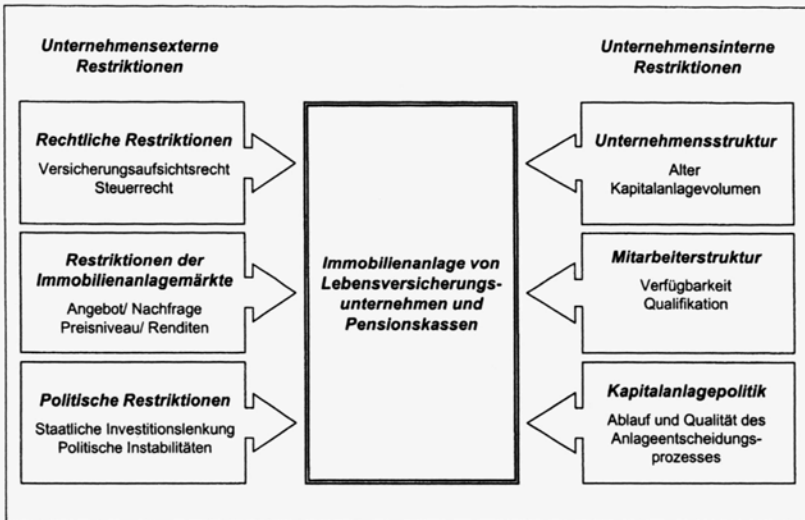 Unternehmensexterne
Restriktionen
Rechtliche Restriktionen
Versicherungsaufsichtsrecht
Steuerrecht
Restriktionen der
Immobilienanlagemärkte
Angebot/ Nachfrage
Preisniveau/ Renditen
Politische Restriktionen
Staatliche Investitionslenkung
Politische Instabilitäten
Immobilienanlage von
Lebensversicherungs-
unternehmen und
Pensionskassen
Unternehmensinterne
Restriktionen
Unternehmensstruktur
Alter
Kapitalanlagevolumen
Mitarbeiterstruktur
Verfügbarkeit
Qualifikation
Kapitalanlagepolitik
Ablauf und Qualität des
Anlageentscheidungs-
prozesses